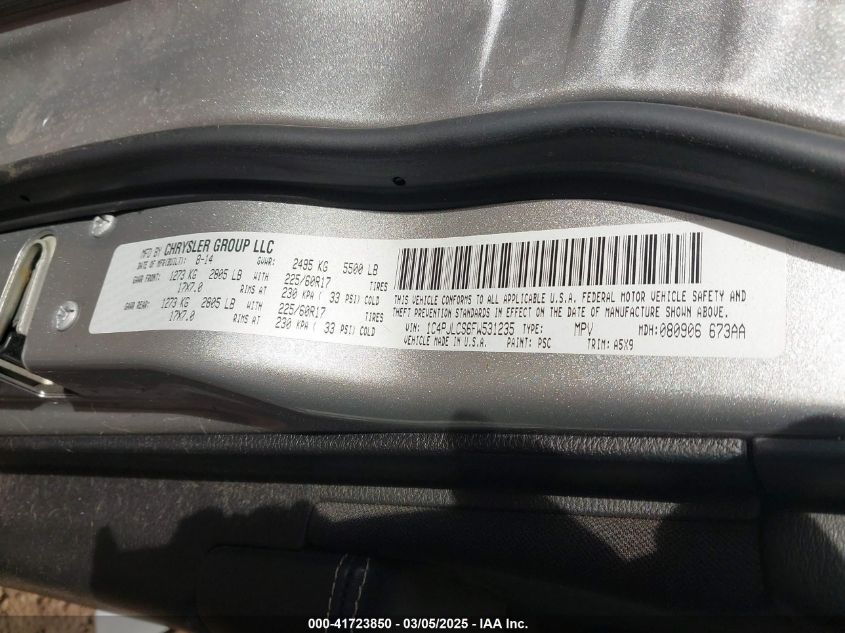 MFD BY CHRYSLER GROUP LLC
DATE OF MFR(BUILT): 8-14 GVWR: 2495 KG 5500 LB
GAWR FRONT: 1273 KG 2805 LB WITH 225/60R17 TIRES
17X7.0 RIMS AT 230 KPA ( 33 PSI) COLD
GAWR REAR: 1273 KG 2805 LB WITH 225/60R17 TIRES
17X7.0 RIMS AT 230 KPA ( 33 PSI) COLD
THIS VEHICLE CONFORMS TO ALL APPLICABLE U.S.A. FEDERAL MOTOR VEHICLE SAFETY AND
THEFT PREVENTION STANDARDS IN EFFECT ON THE DATE OF MANUFACTURE SHOWN ABOVE.
VIN: 1C4PJLCS6FW531235 TYPE: MPV MDH: 080906 673AA
VEHICLE MADE IN U.S.A. PAINT: PSC TRIM: A5X9
000-41723850 — 03/05/2025 — IAA Inc.